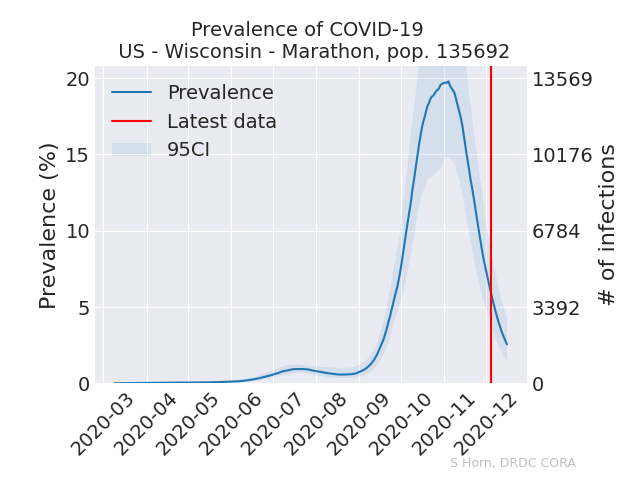 Prevalence of COVID-19
US - Wisconsin - Marathon, pop. 135692
Prevalence
Latest data
95CI
Prevalence (%)
20
15
10
5
0
13569
10176
6784
3392
0
# of infections
2020-03
2020-04
2020-05
2020-06
2020-07
2020-08
2020-09
2020-10
2020-11
2020-12
S Horn, DRDC CORA